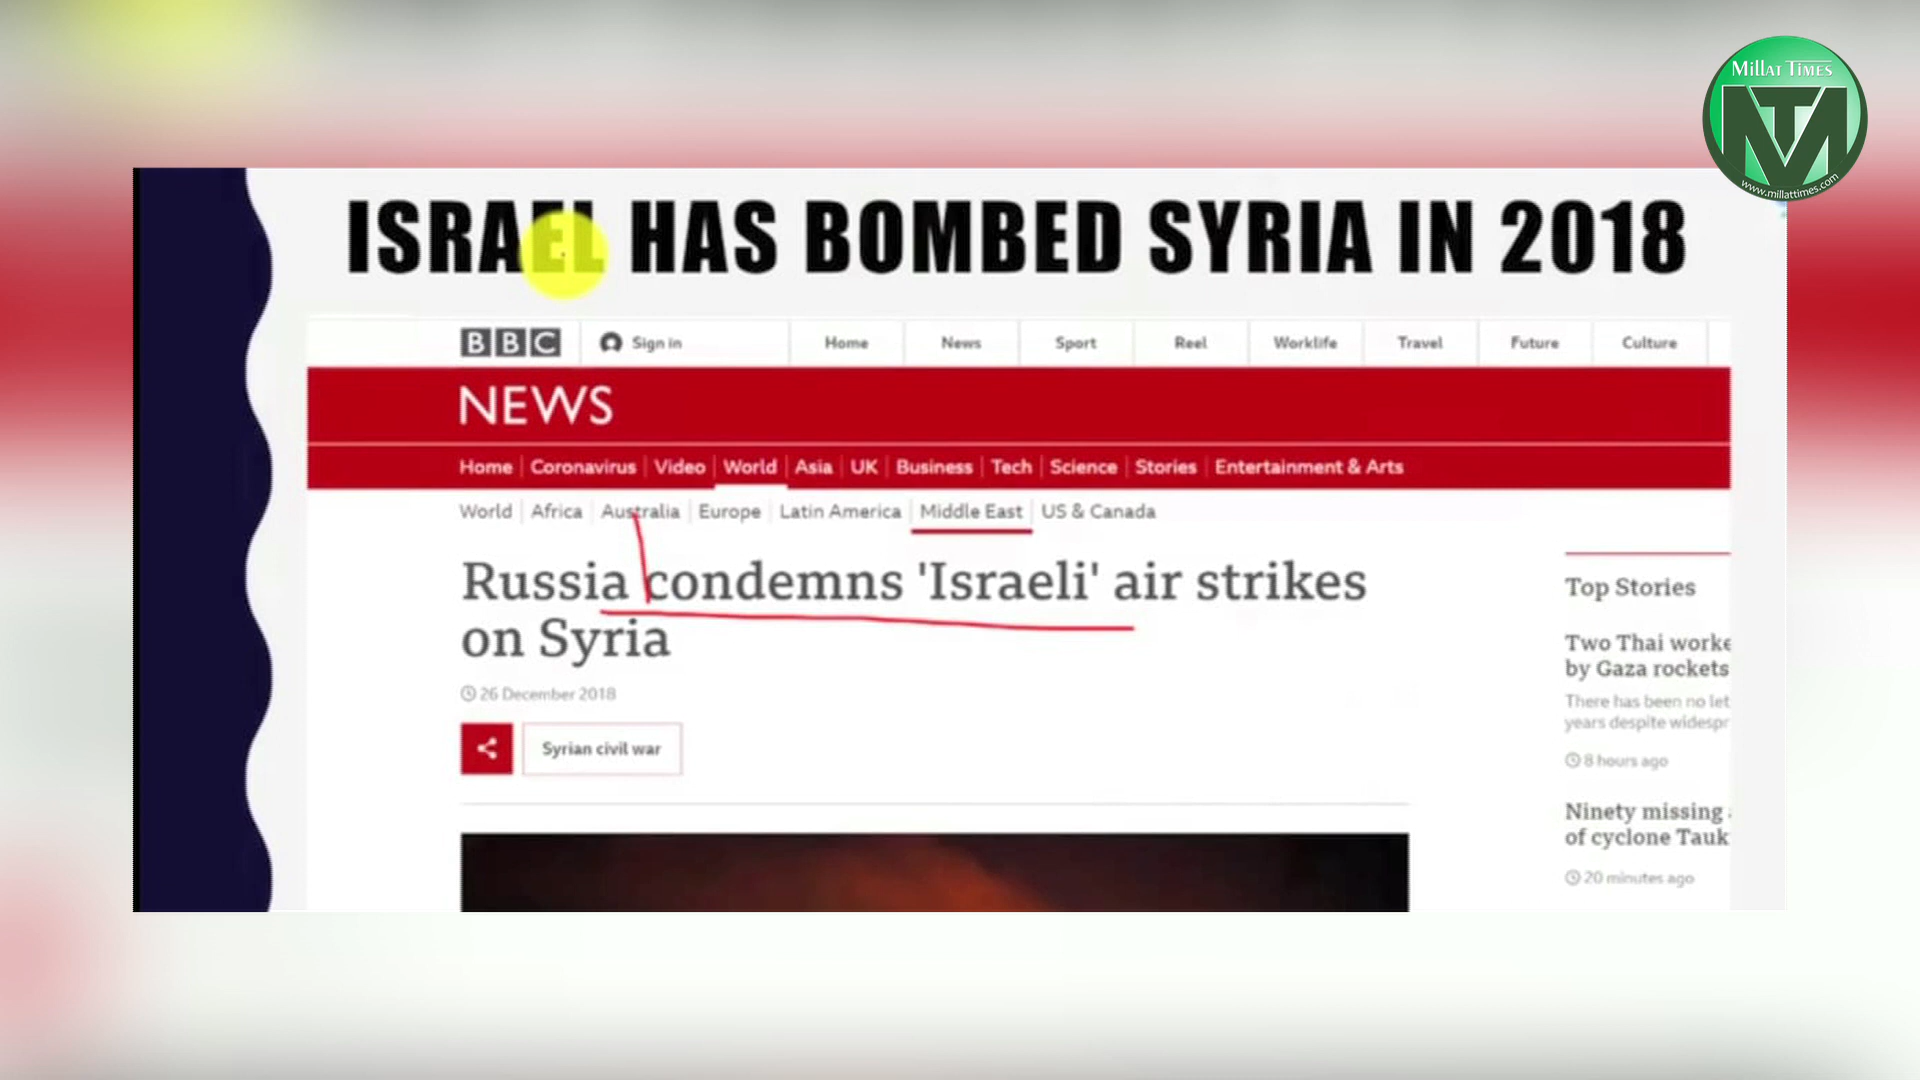 MILLAT TIMES
MT
www.millattimes.com
ISRAEL HAS BOMBED SYRIA IN 2018
BBC Sign in Home News Sport Reel Worklife Travel Future Culture
NEWS
Home Coronavirus Video World Asia UK Business Tech Science Stories Entertainment & Arts
World Africa Australia Europe Latin America Middle East US & Canada
Russia condemns 'Israeli' air strikes
on Syria
26 December 2018
Syrian civil war
Top Stories
Two Thai worke
by Gaza rockets
There has been no let
years despite widespr
8 hours ago
Ninety missing
of cyclone Tauk
20 minutes ago